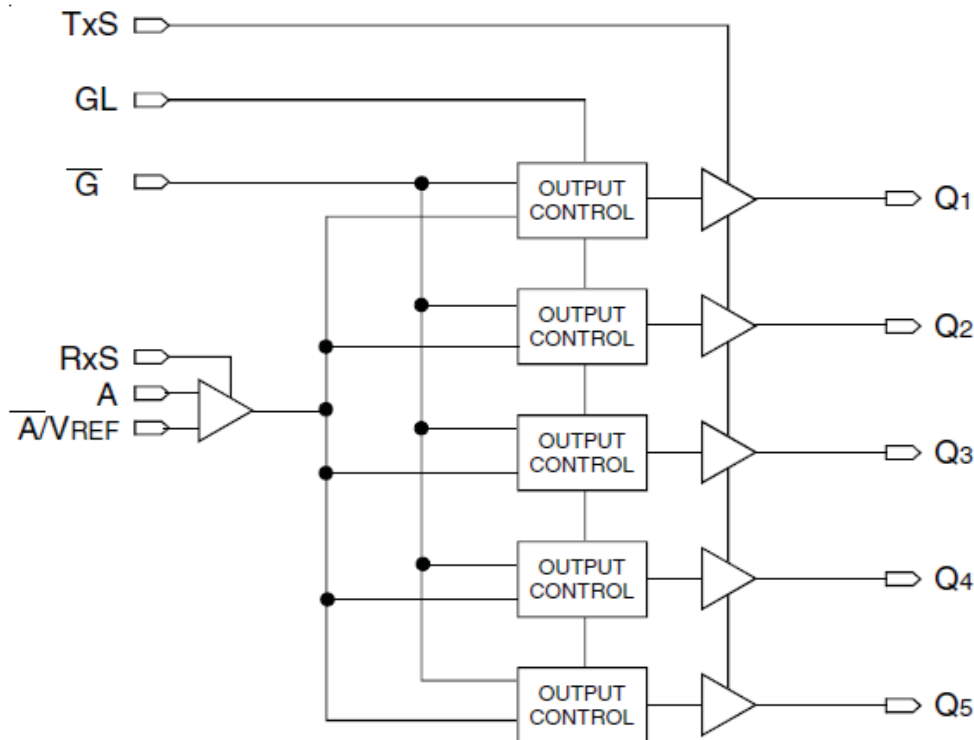 TxS
GL
G̅
OUTPUT
CONTROL
Q1
OUTPUT
CONTROL
Q2
RxS
A
A̅/VREF
OUTPUT
CONTROL
Q3
OUTPUT
CONTROL
Q4
OUTPUT
CONTROL
Q5